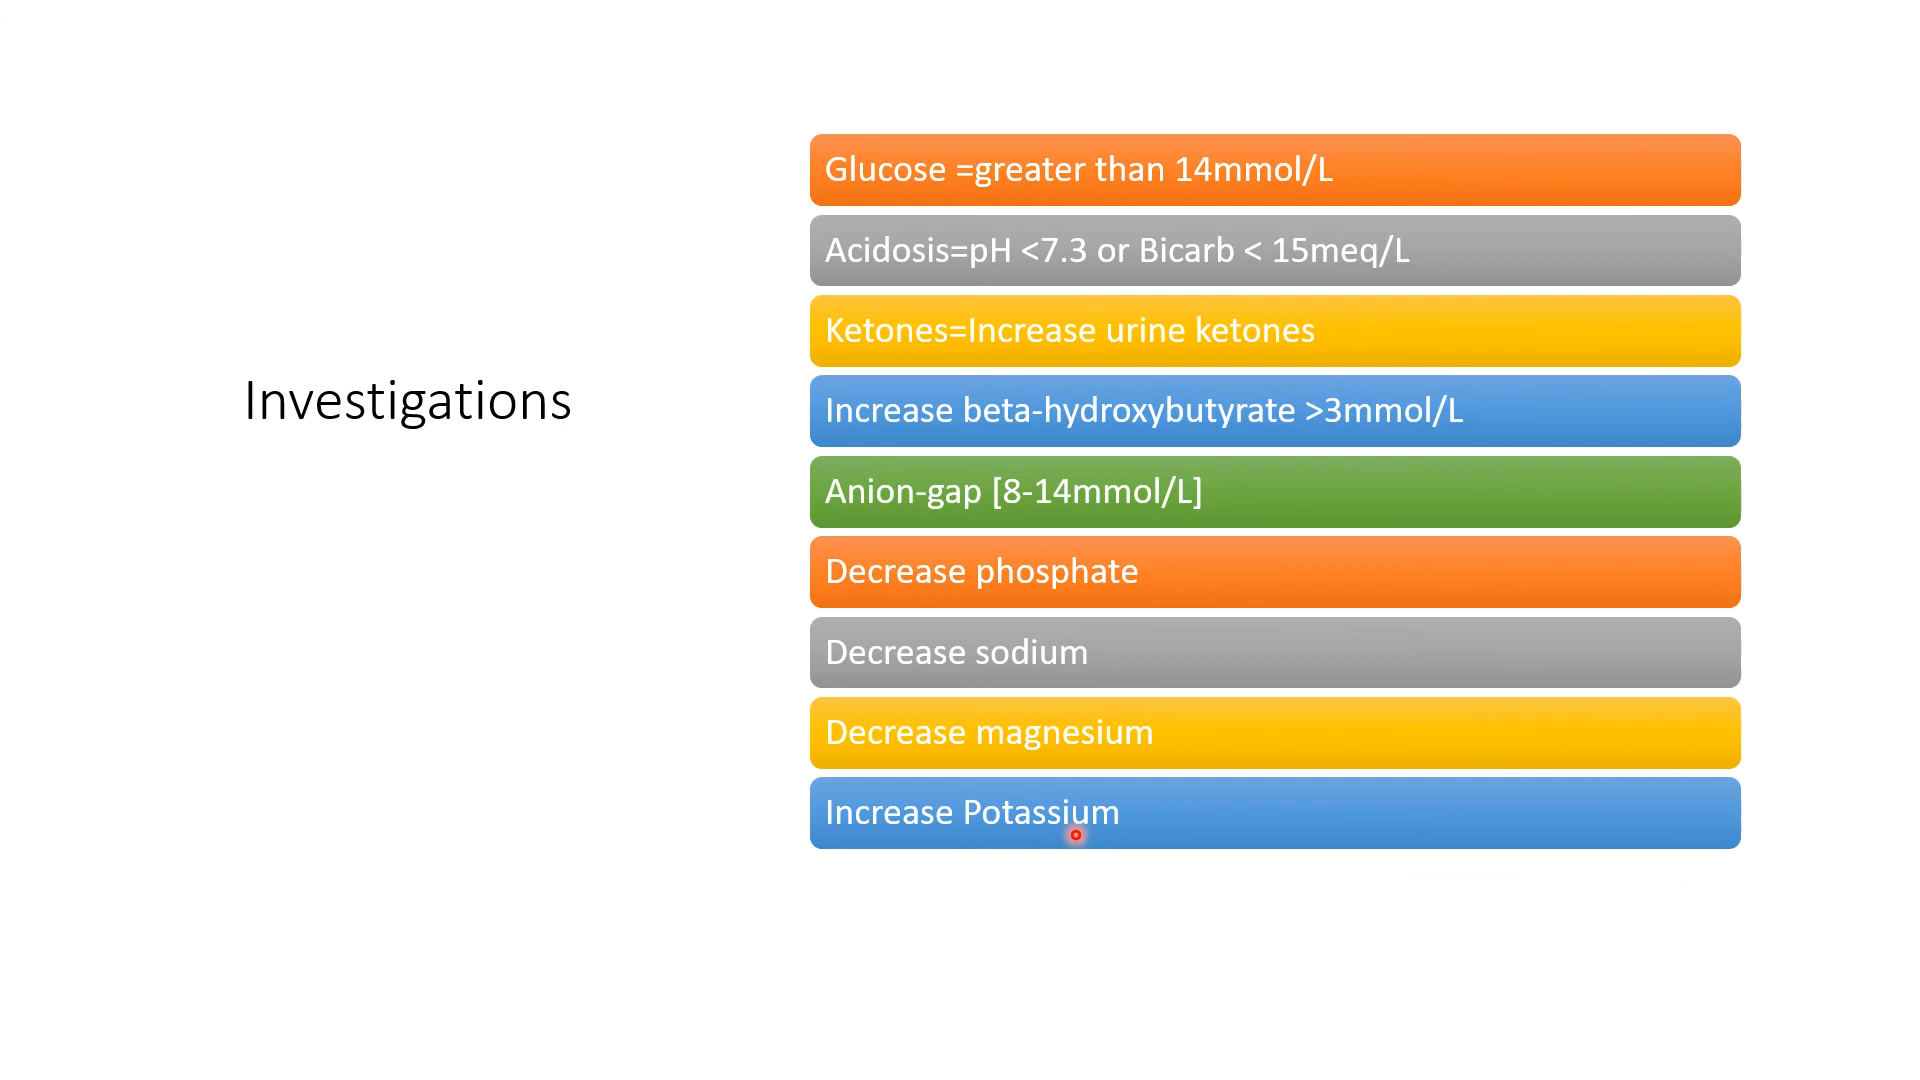 Investigations
Glucose =greater than 14mmol/L
Acidosis=pH <7.3 or Bicarb < 15meq/L
Ketones=Increase urine ketones
Increase beta-hydroxybutyrate >3mmol/L
Anion-gap [8-14mmol/L]
Decrease phosphate
Decrease sodium
Decrease magnesium
Increase Potassium